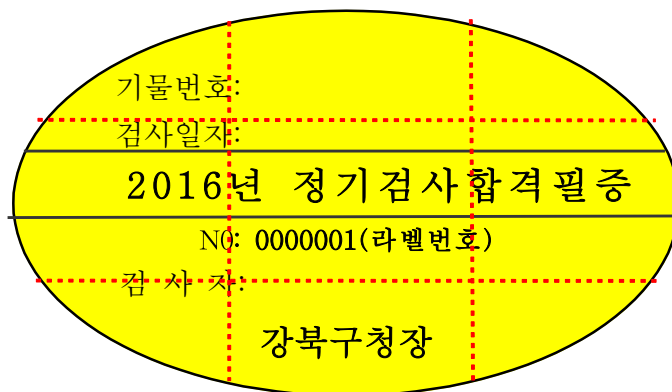 기물번호:
검사일자:
2016년 정기검사합격필증
NO: 0000001(라벨번호)
검 사 자:
강북구청장